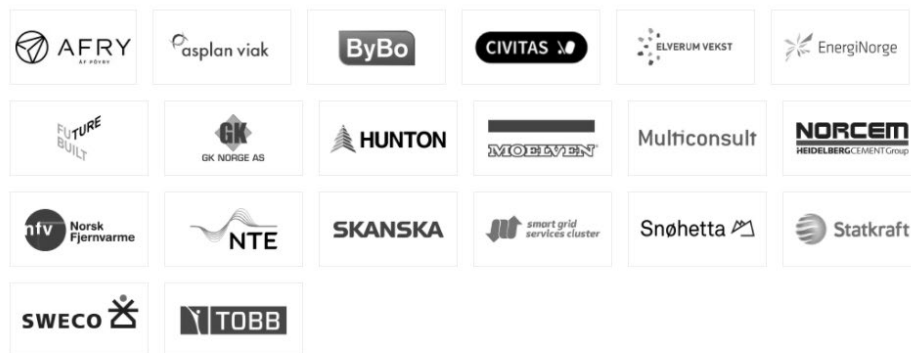 AFRY
ÅF PÖYRY
asplan viak
ByBo
CIVITAS
ELVERUM VEKST
EnergiNorge
FUTURE
BUILT
GK
GK NORGE AS
HUNTON
MOELVEN
Multiconsult
NORCEM
HEIDELBERGCEMENT Group
nfv
Norsk
Fjernvarme
NTE
SKANSKA
smart grid
services cluster
Snøhetta
Statkraft
SWECO
TOBB